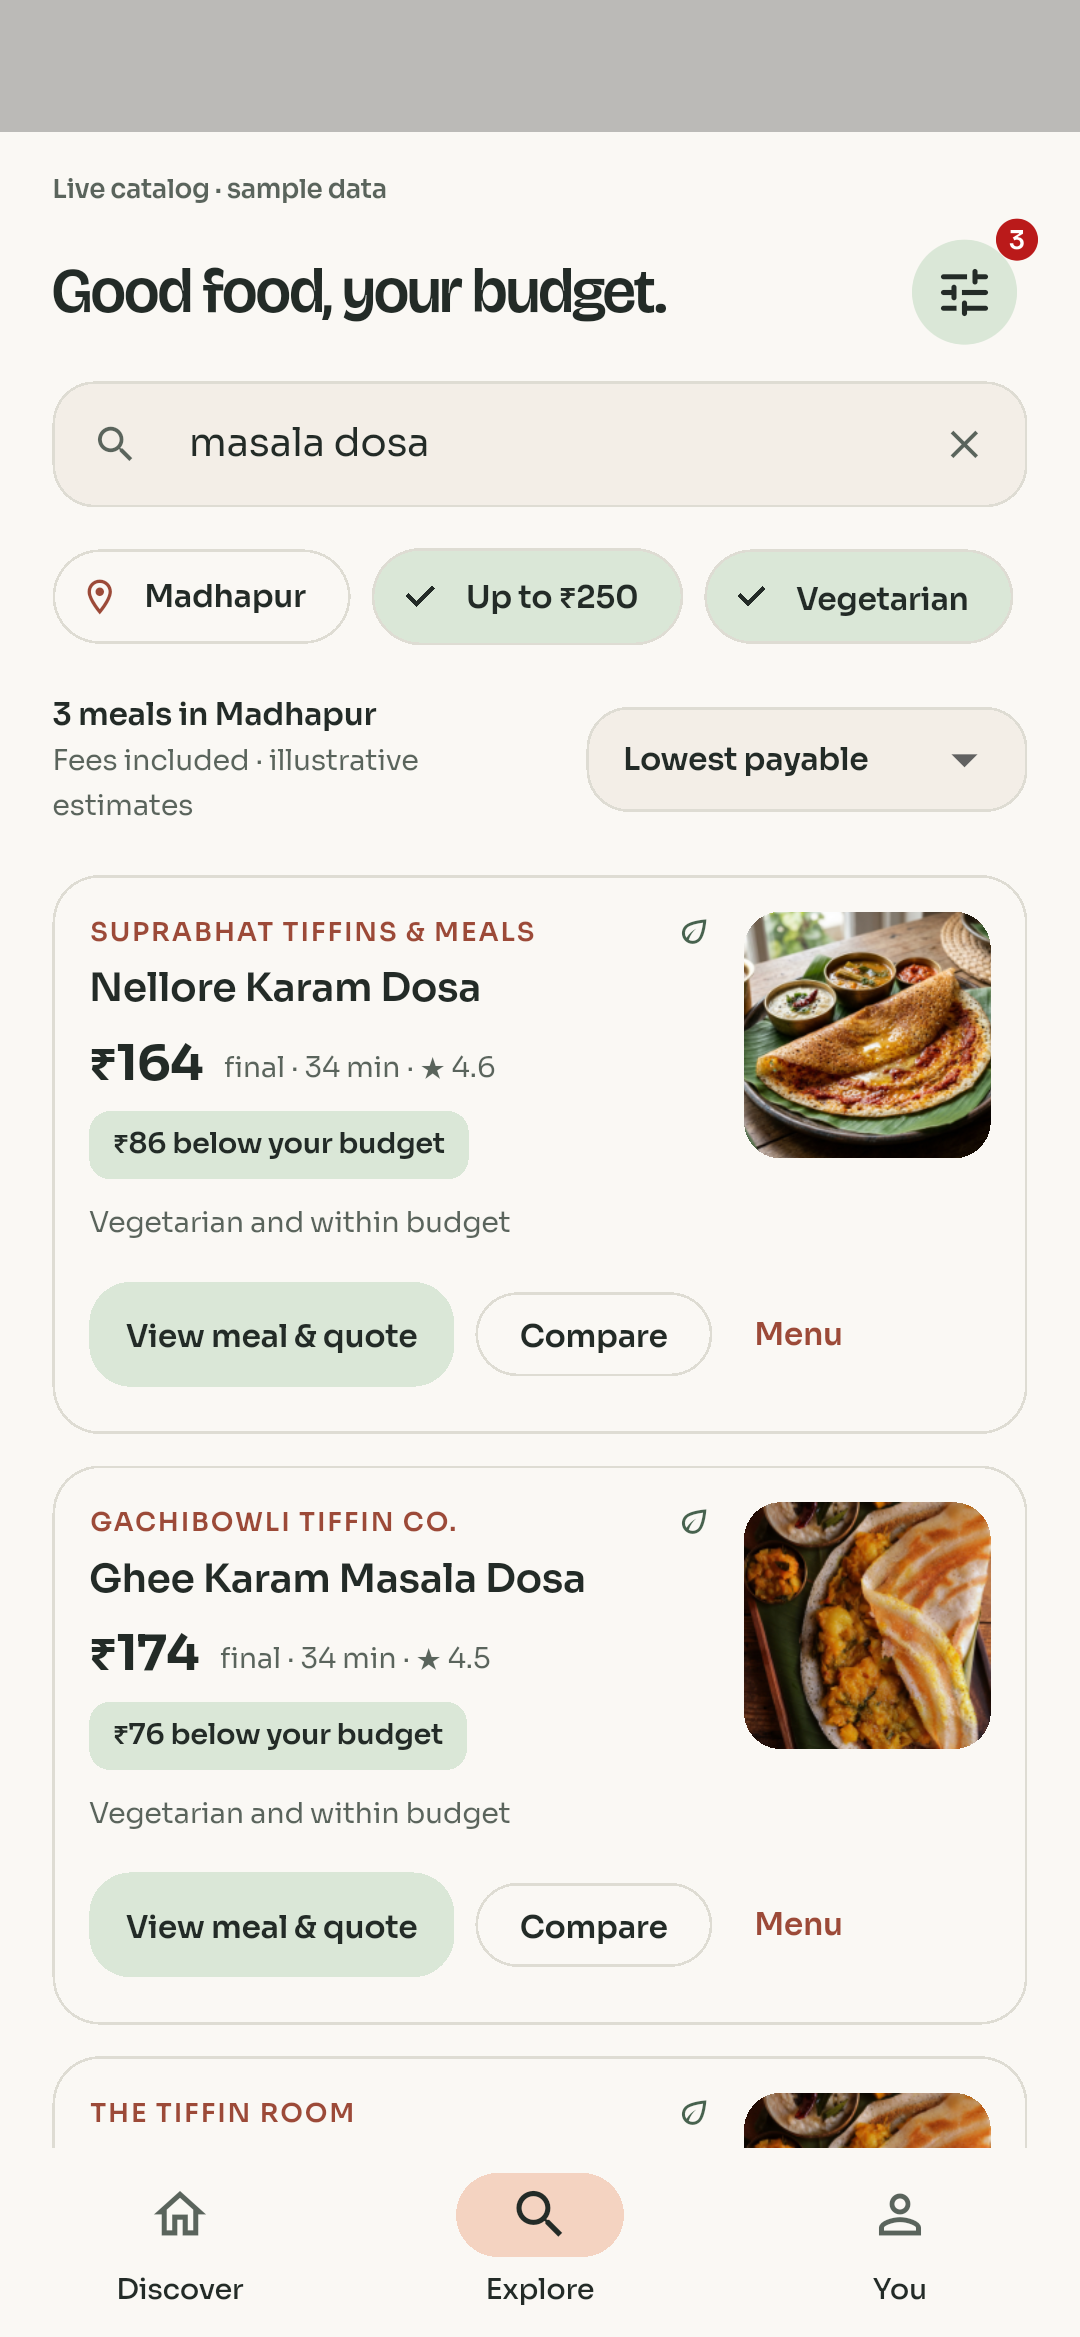 Live catalog · sample data
3
Good food, your budget.
masala dosa
Madhapur
Up to ₹250
Vegetarian
3 meals in Madhapur
Fees included · illustrative
estimates
Lowest payable
SUPRABHAT TIFFINS & MEALS
Nellore Karam Dosa
₹164 final · 34 min · ★ 4.6
₹86 below your budget
Vegetarian and within budget
View meal & quote
Compare
Menu
GACHIBOWLI TIFFIN CO.
Ghee Karam Masala Dosa
₹174 final · 34 min · ★ 4.5
₹76 below your budget
Vegetarian and within budget
View meal & quote
Compare
Menu
THE TIFFIN ROOM
Discover
Explore
You